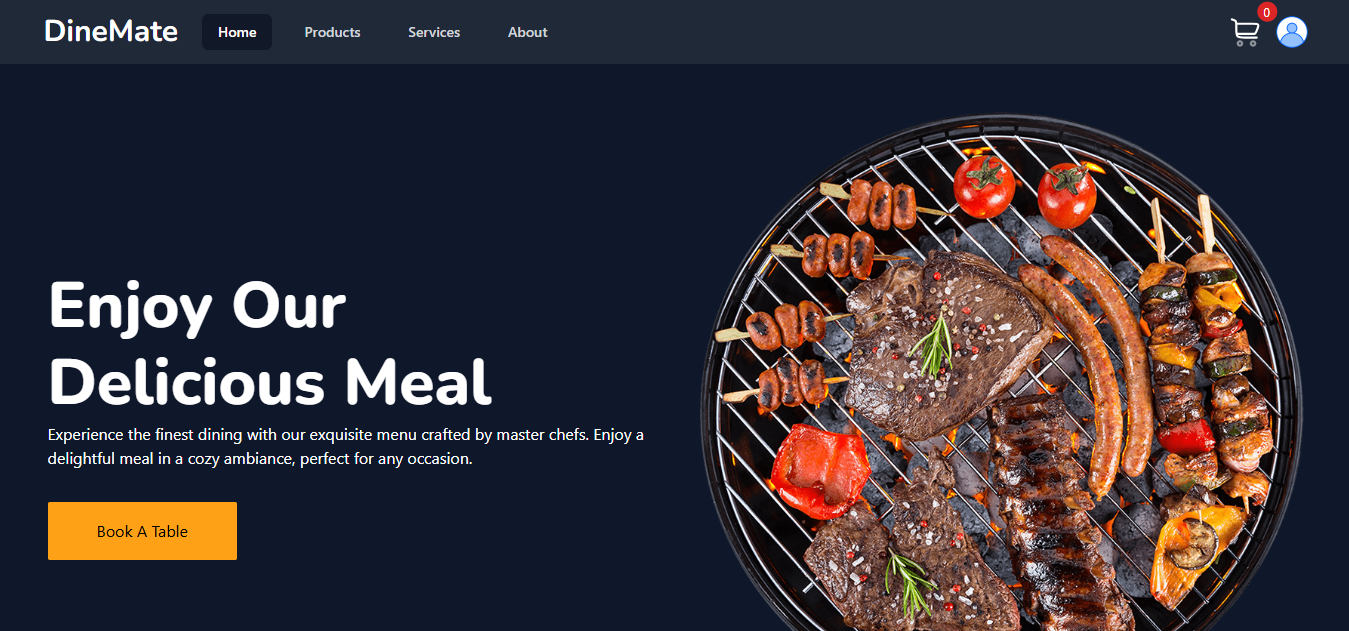 DineMate Home Products Services About 0
Enjoy Our
Delicious Meal
Experience the finest dining with our exquisite menu crafted by master chefs. Enjoy a
delightful meal in a cozy ambiance, perfect for any occasion.
Book A Table